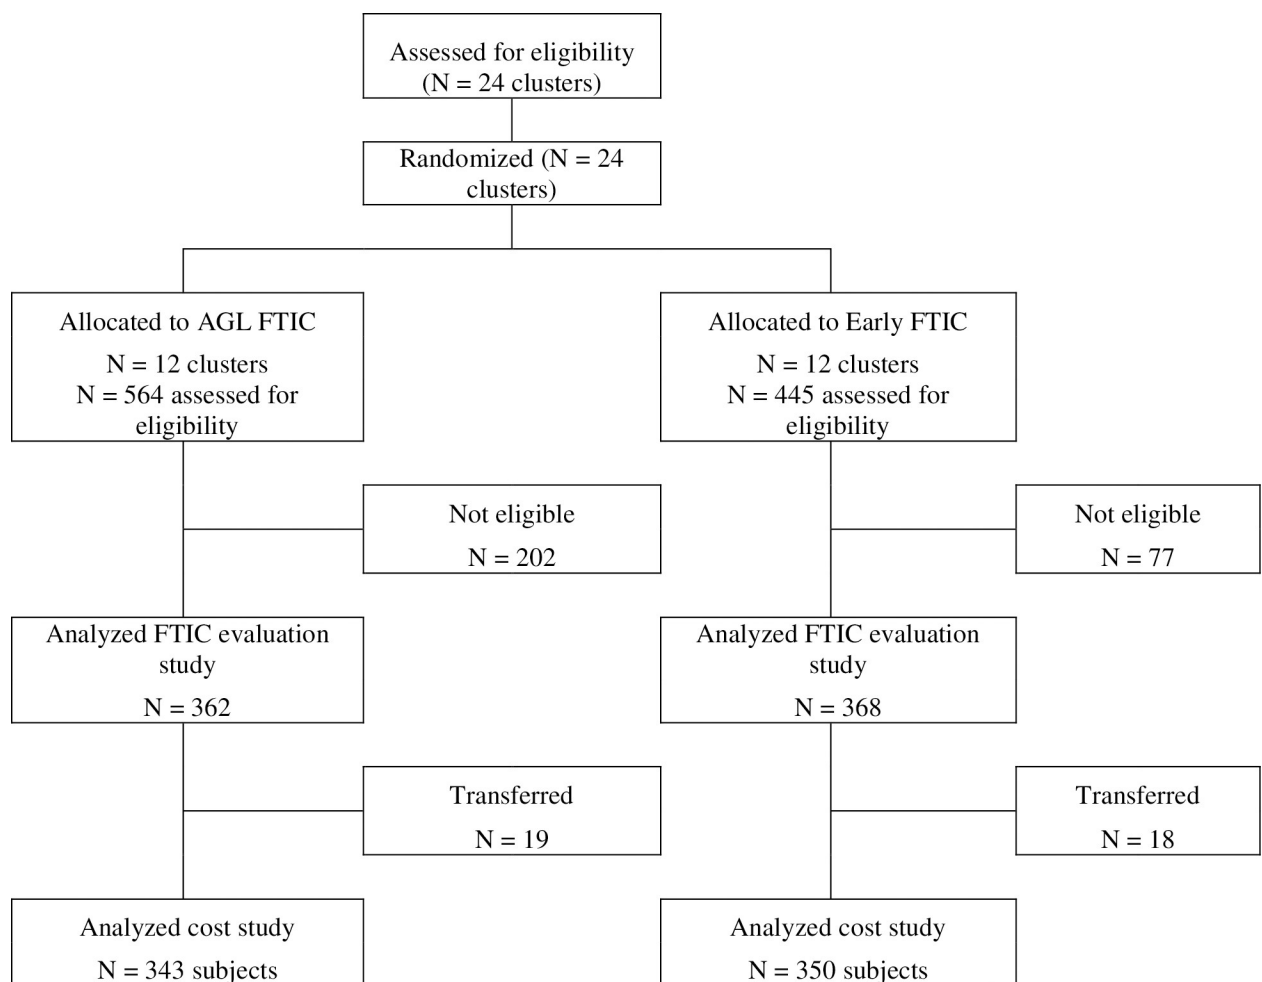 Assessed for eligibility
(N = 24 clusters)
Randomized (N = 24
clusters)
Allocated to AGL FTIC
N = 12 clusters
N = 564 assessed for
eligibility
Allocated to Early FTIC
N = 12 clusters
N = 445 assessed for
eligibility
Not eligible
N = 202
Not eligible
N = 77
Analyzed FTIC evaluation
study
N = 362
Analyzed FTIC evaluation
study
N = 368
Transferred
N = 19
Transferred
N = 18
Analyzed cost study
N = 343 subjects
Analyzed cost study
N = 350 subjects